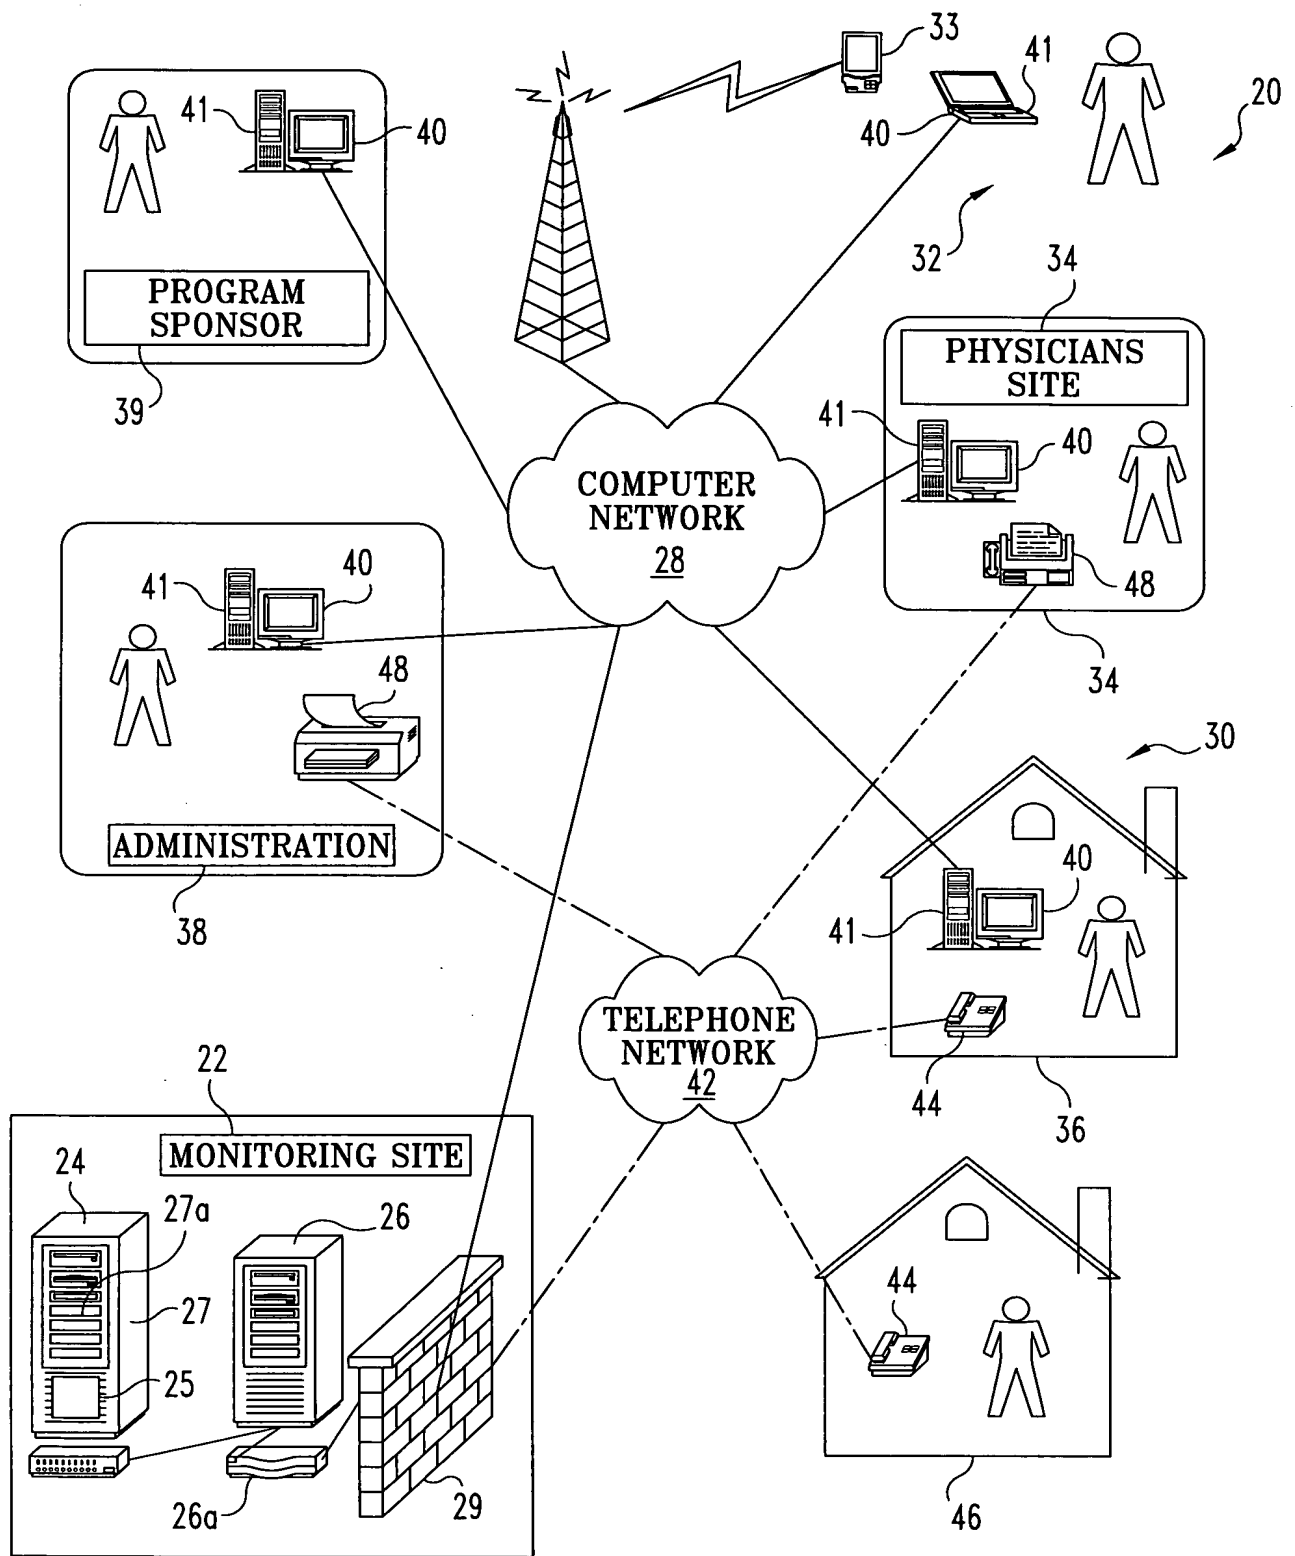 33
41
20
41
40
40
32
34
PROGRAM
SPONSOR
PHYSICIANS
SITE
39
41
40
COMPUTER
NETWORK
28
48
41
40
34
48
30
ADMINISTRATION
38
40
41
TELEPHONE
NETWORK
42
44
36
22
MONITORING SITE
24
27a
26
27
25
44
26a
29
46